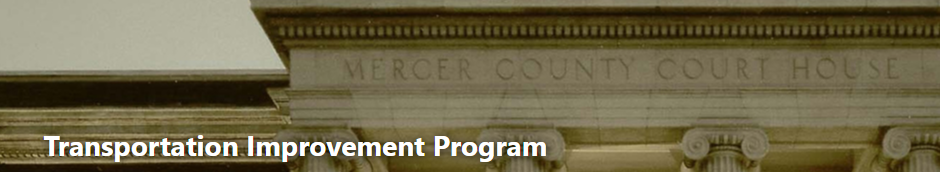 MERCER COUNTY COURT HOUSE
Transportation Improvement Program